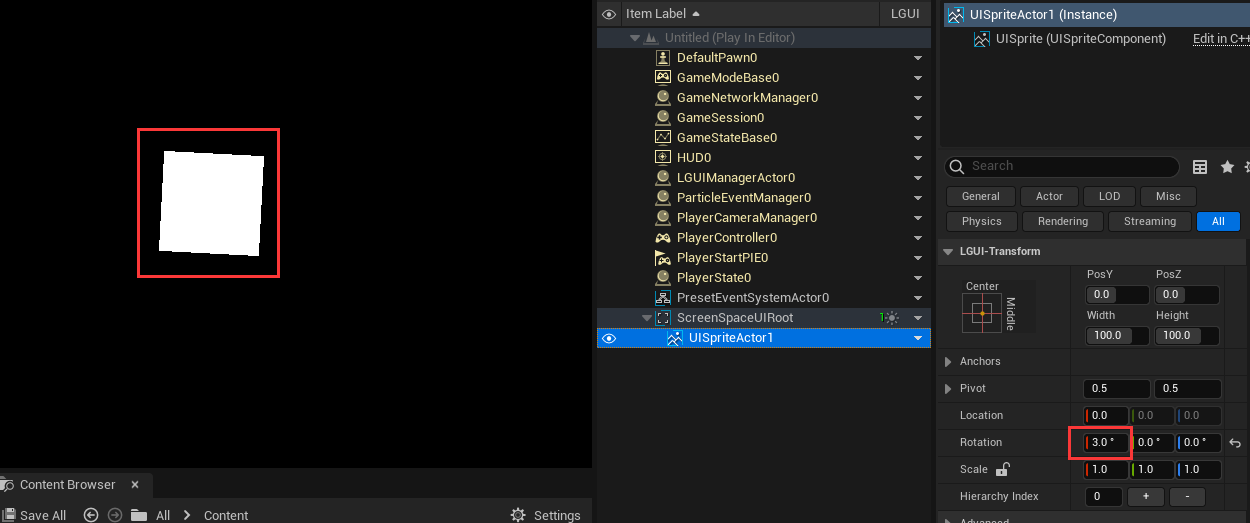 Item Label
LGUI
Untitled (Play In Editor)
DefaultPawn0
GameModeBase0
GameNetworkManager0
GameSession0
GameStateBase0
HUD0
LGUIManagerActor0
ParticleEventManager0
PlayerCameraManager0
PlayerController0
PlayerStartPIE0
PlayerState0
PresetEventSystemActor0
ScreenSpaceUIRoot
1
UISpriteActor1
UISpriteActor1 (Instance)
UISprite (UISpriteComponent)
Edit in C++
Search
General
Actor
LOD
Misc
Physics
Rendering
Streaming
All
LGUI-Transform
Center
Middle
PosY
PosZ
0.0
0.0
Width
Height
100.0
100.0
Anchors
Pivot
0.5
0.5
Location
0.0
0.0
0.0
Rotation
3.0 °
0.0 °
0.0 °
Scale
1.0
1.0
1.0
Hierarchy Index
0
+
-
Advanced
Content Browser
Save All
All
Content
Settings